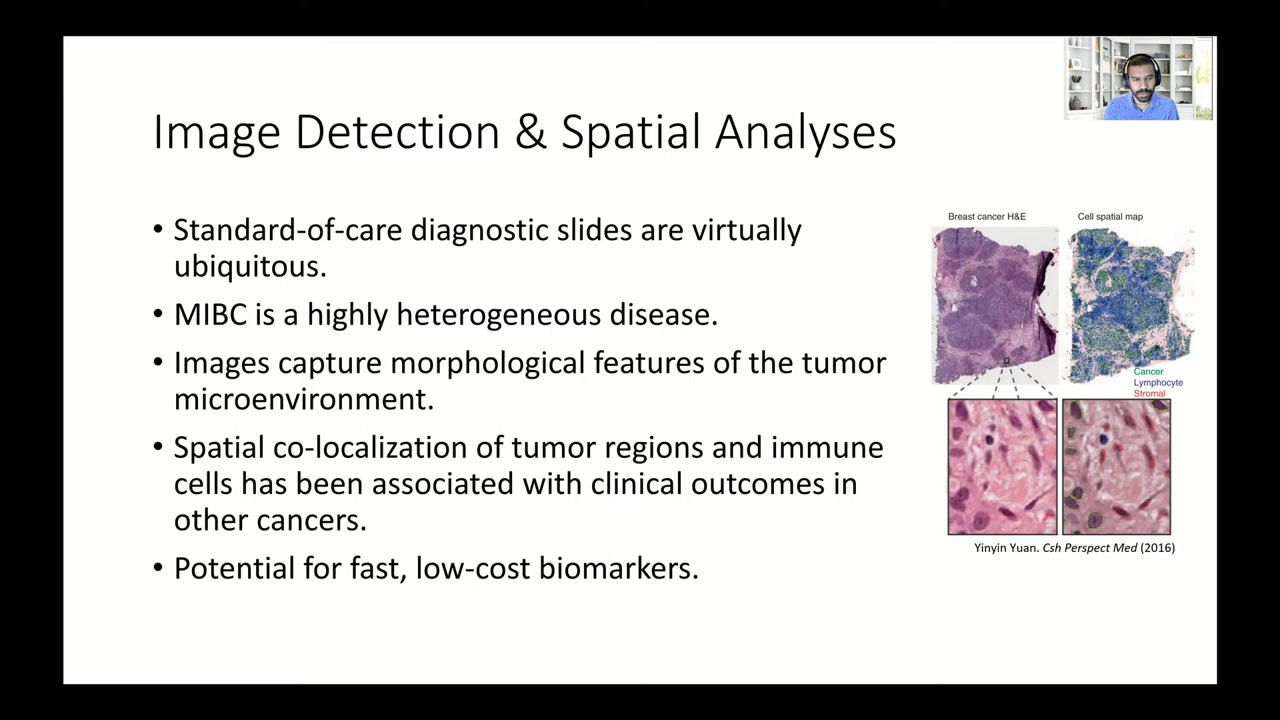 Image Detection & Spatial Analyses
• Standard-of-care diagnostic slides are virtually
ubiquitous.
• MIBC is a highly heterogeneous disease.
• Images capture morphological features of the tumor
microenvironment.
• Spatial co-localization of tumor regions and immune
cells has been associated with clinical outcomes in
other cancers.
• Potential for fast, low-cost biomarkers.
Breast cancer H&E
Cell spatial map
Cancer
Lymphocyte
Stromal
Yinyin Yuan. Csh Perspect Med (2016)